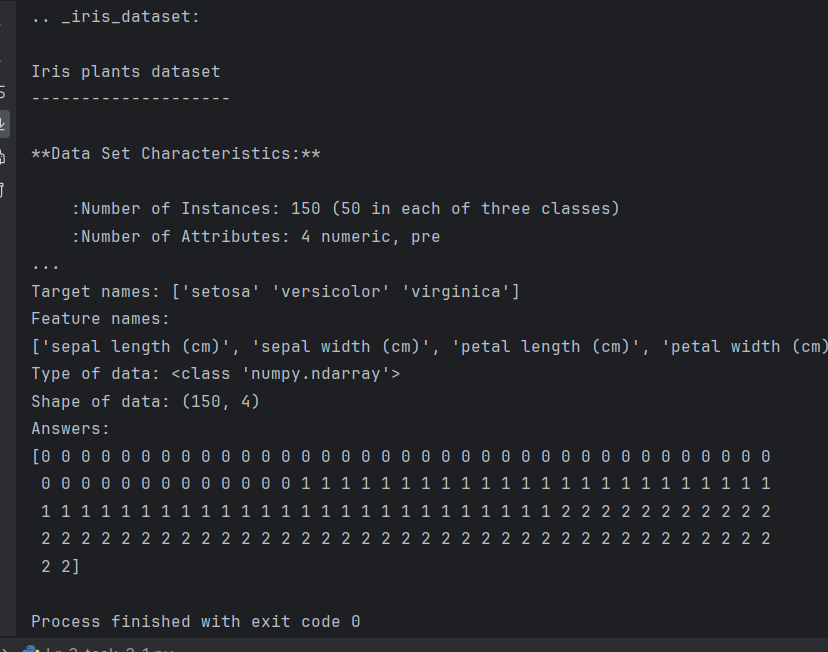 .. _iris_dataset:
Iris plants dataset
--------------------
**Data Set Characteristics:**
:Number of Instances: 150 (50 in each of three classes)
:Number of Attributes: 4 numeric, pre
...
Target names: ['setosa' 'versicolor' 'virginica']
Feature names:
['sepal length (cm)', 'sepal width (cm)', 'petal length (cm)', 'petal width (cm)
Type of data: <class 'numpy.ndarray'>
Shape of data: (150, 4)
Answers:
[0 0 0 0 0 0 0 0 0 0 0 0 0 0 0 0 0 0 0 0 0 0 0 0 0 0 0 0 0 0 0 0 0 0 0 0 0
0 0 0 0 0 0 0 0 0 0 0 0 0 1 1 1 1 1 1 1 1 1 1 1 1 1 1 1 1 1 1 1 1 1 1 1 1
1 1 1 1 1 1 1 1 1 1 1 1 1 1 1 1 1 1 1 1 1 1 1 1 1 1 2 2 2 2 2 2 2 2 2 2 2
2 2 2 2 2 2 2 2 2 2 2 2 2 2 2 2 2 2 2 2 2 2 2 2 2 2 2 2 2 2 2 2 2 2 2 2 2
2 2]
Process finished with exit code 0